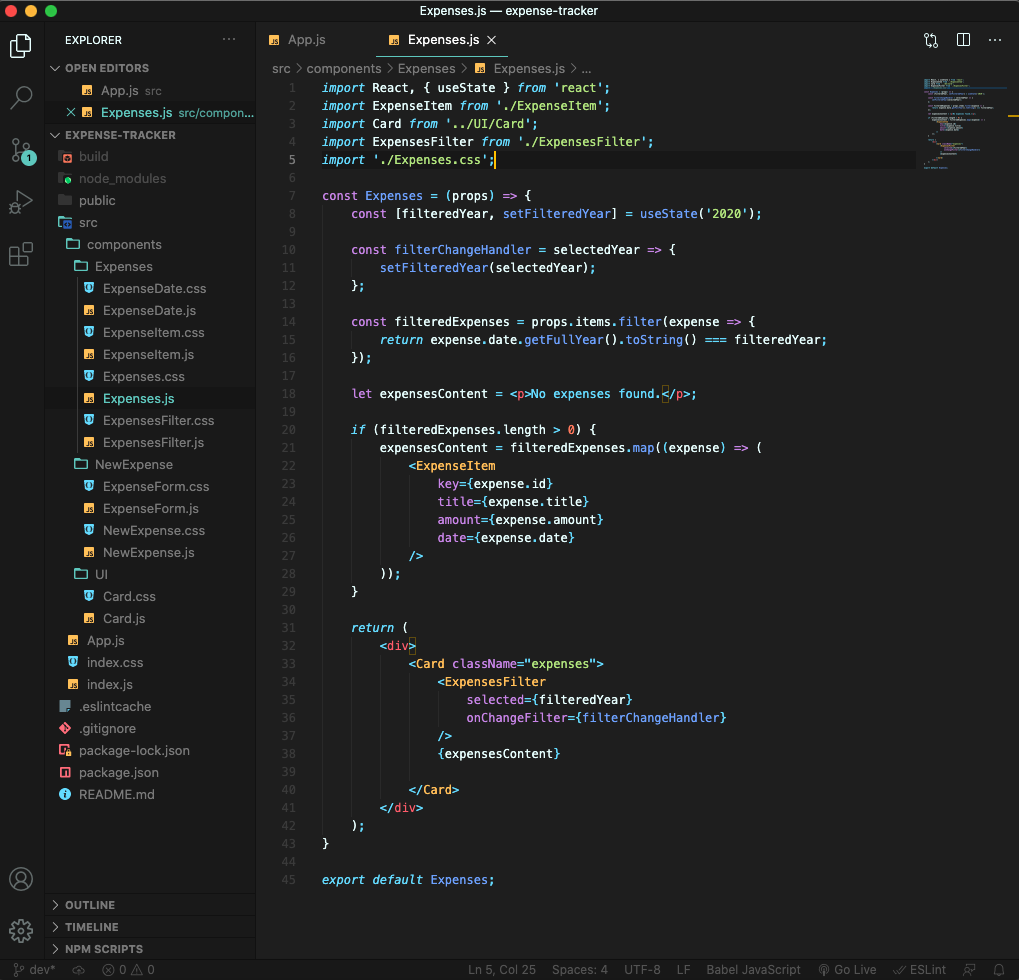 Expenses.js — expense-tracker
EXPLORER
OPEN EDITORS
App.js src
Expenses.js src/compon...
EXPENSE-TRACKER
build
node_modules
public
src
components
Expenses
ExpenseDate.css
ExpenseDate.js
ExpenseItem.css
ExpenseItem.js
Expenses.css
Expenses.js
ExpensesFilter.css
ExpensesFilter.js
NewExpense
ExpenseForm.css
ExpenseForm.js
NewExpense.css
NewExpense.js
UI
Card.css
Card.js
App.js
index.css
index.js
.eslintcache
.gitignore
package-lock.json
package.json
README.md
OUTLINE
TIMELINE
NPM SCRIPTS
1
App.js
Expenses.js
src > components > Expenses > Expenses.js > ...
1 import React, { useState } from 'react';
2 import ExpenseItem from './ExpenseItem';
3 import Card from '../UI/Card';
4 import ExpensesFilter from './ExpensesFilter';
5 import './Expenses.css';
6
7 const Expenses = (props) => {
8 const [filteredYear, setFilteredYear] = useState('2020');
9
10 const filterChangeHandler = selectedYear => {
11 setFilteredYear(selectedYear);
12 };
13
14 const filteredExpenses = props.items.filter(expense => {
15 return expense.date.getFullYear().toString() === filteredYear;
16 });
17
18 let expensesContent = <p>No expenses found.</p>;
19
20 if (filteredExpenses.length > 0) {
21 expensesContent = filteredExpenses.map((expense) => (
22 <ExpenseItem
23 key={expense.id}
24 title={expense.title}
25 amount={expense.amount}
26 date={expense.date}
27 />
28 ));
29 }
30
31 return (
32 <div>
33 <Card className="expenses">
34 <ExpensesFilter
35 selected={filteredYear}
36 onChangeFilter={filterChangeHandler}
37 />
38 {expensesContent}
39
40 </Card>
41 </div>
42 );
43 }
44
45 export default Expenses;
dev* 0 0 Ln 5, Col 25 Spaces: 4 UTF-8 LF Babel JavaScript Go Live ESLint